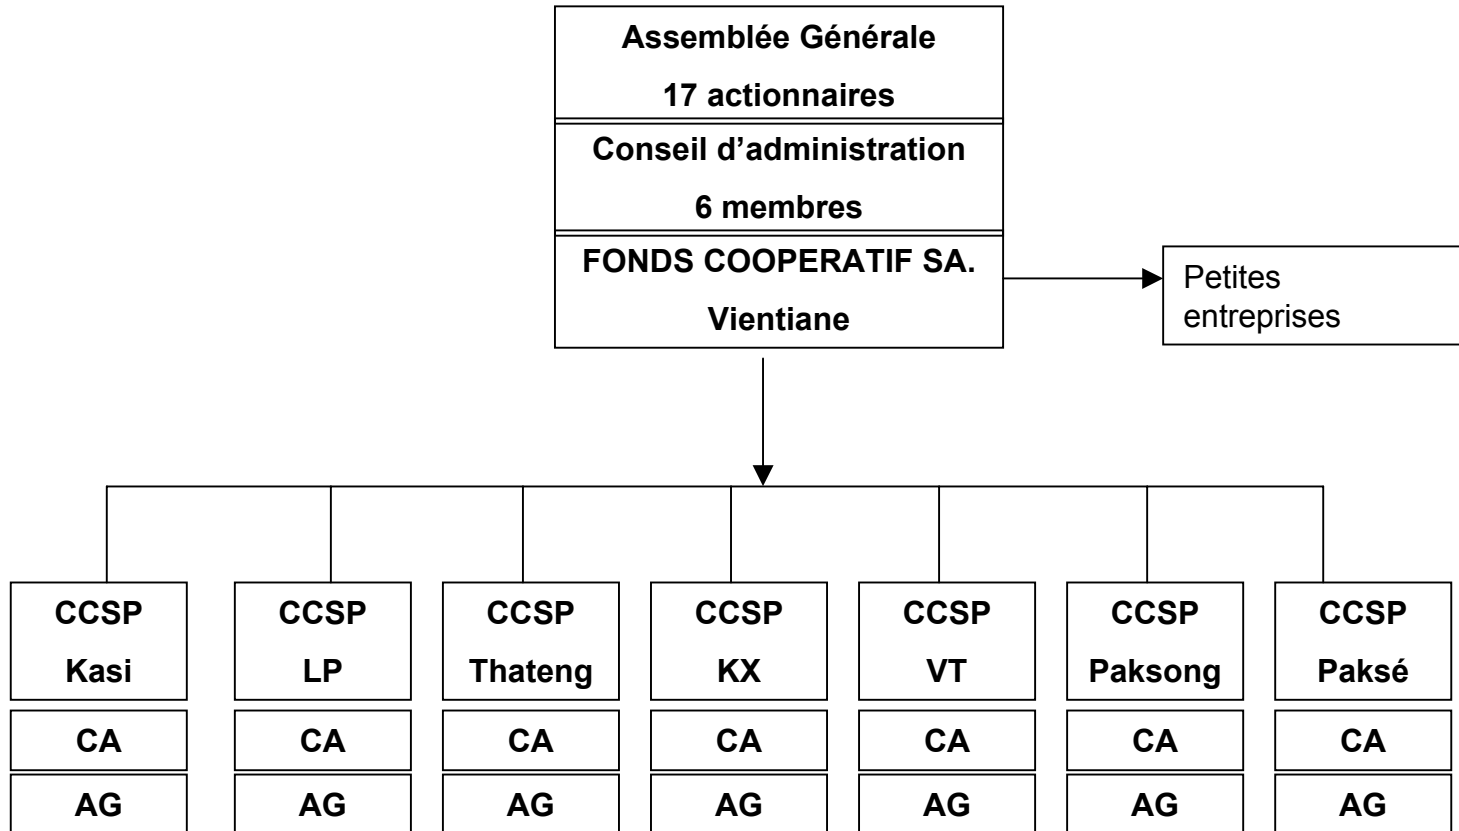 Assemblée Générale
17 actionnaires
Conseil d’administration
6 membres
FONDS COOPERATIF SA.
Vientiane
Petites
entreprises
CCSP
Kasi
CA
AG
CCSP
LP
CA
AG
CCSP
Thateng
CA
AG
CCSP
KX
CA
AG
CCSP
VT
CA
AG
CCSP
Paksong
CA
AG
CCSP
Paksé
CA
AG